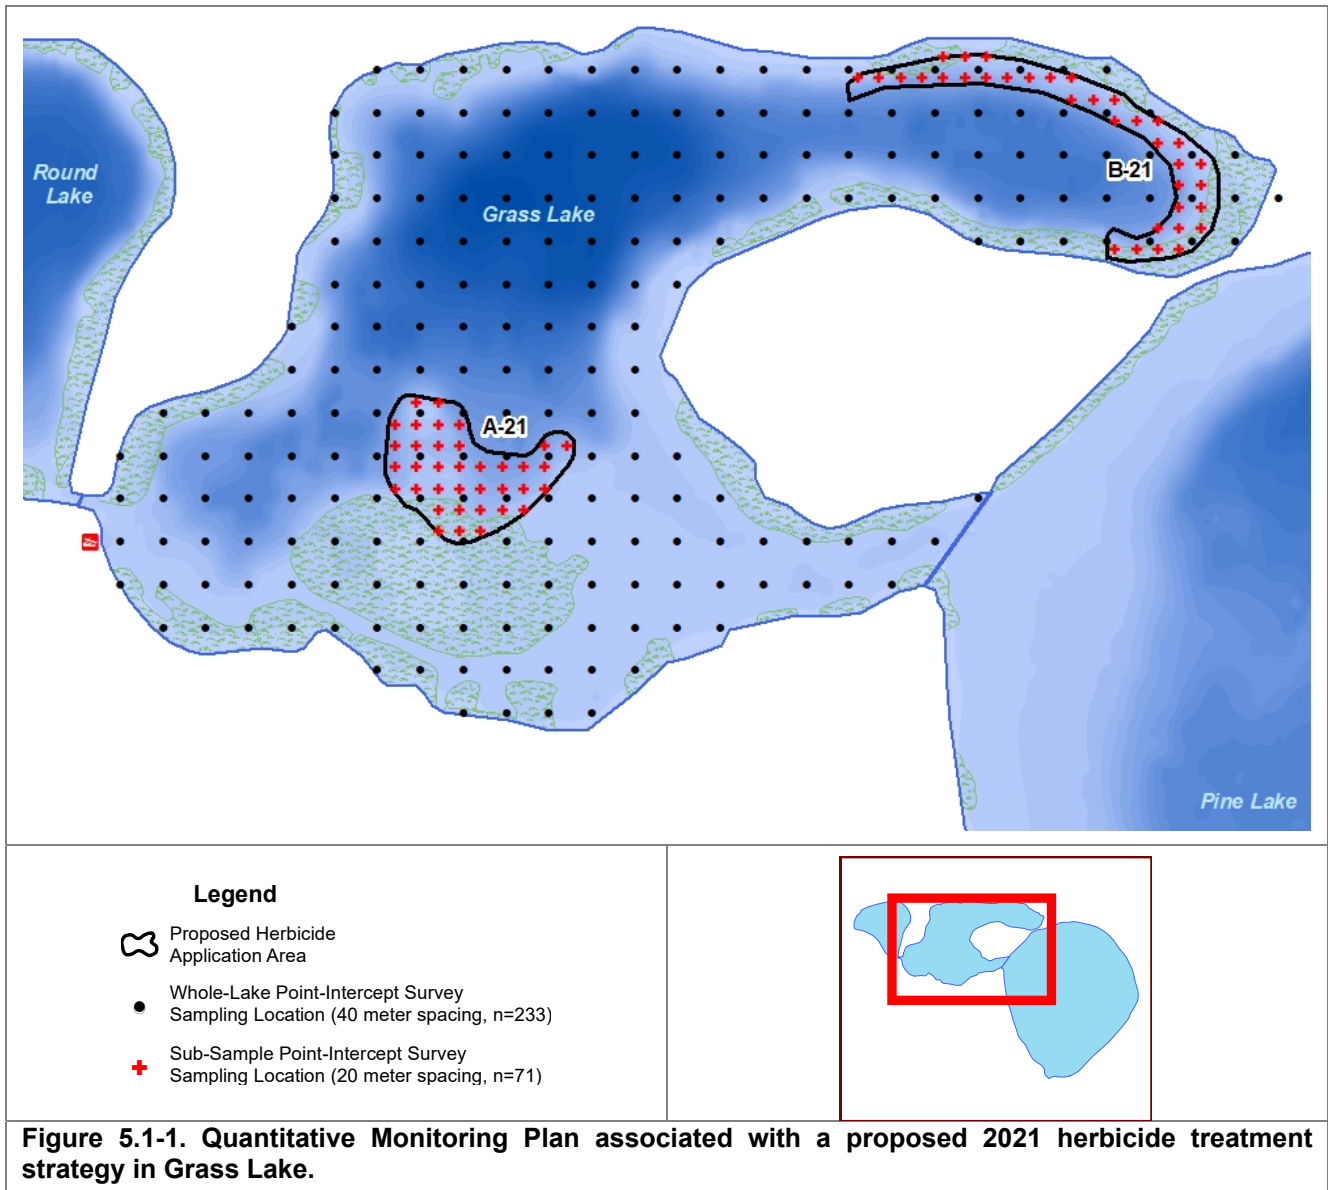 Round
Lake
Grass Lake
B-21
A-21
Pine Lake
Legend
Proposed Herbicide
Application Area
Whole-Lake Point-Intercept Survey
Sampling Location (40 meter spacing, n=233)
Sub-Sample Point-Intercept Survey
Sampling Location (20 meter spacing, n=71)
Figure 5.1-1. Quantitative Monitoring Plan associated with a proposed 2021 herbicide treatment
strategy in Grass Lake.